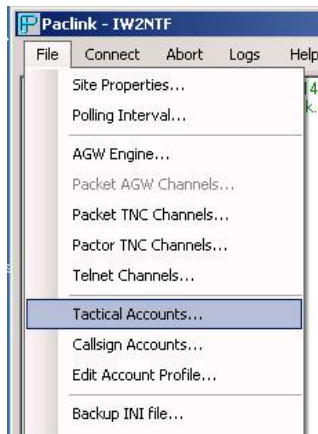 Paclink - IW2NTF
File Connect Abort Logs Help
Site Properties...
Polling Interval...
AGW Engine...
Packet AGW Channels...
Packet TNC Channels...
Pactor TNC Channels...
Telnet Channels...
Tactical Accounts...
Callsign Accounts...
Edit Account Profile...
Backup INI file...